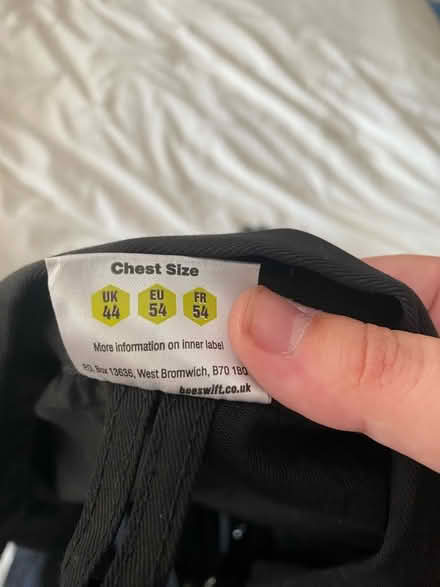 Chest Size
UK EU FR
44 54 54
More information on inner label
P.O. Box 13636, West Bromwich, B70 1B
beeswift.co.uk